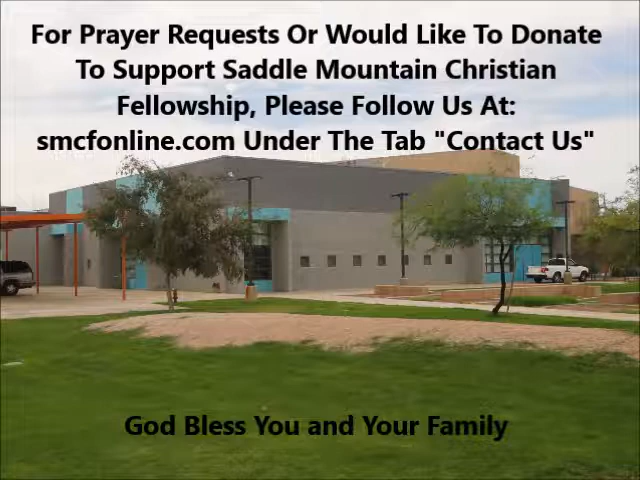 For Prayer Requests Or Would Like To Donate
To Support Saddle Mountain Christian
Fellowship, Please Follow Us At:
smcfonline.com Under The Tab "Contact Us"
God Bless You and Your Family